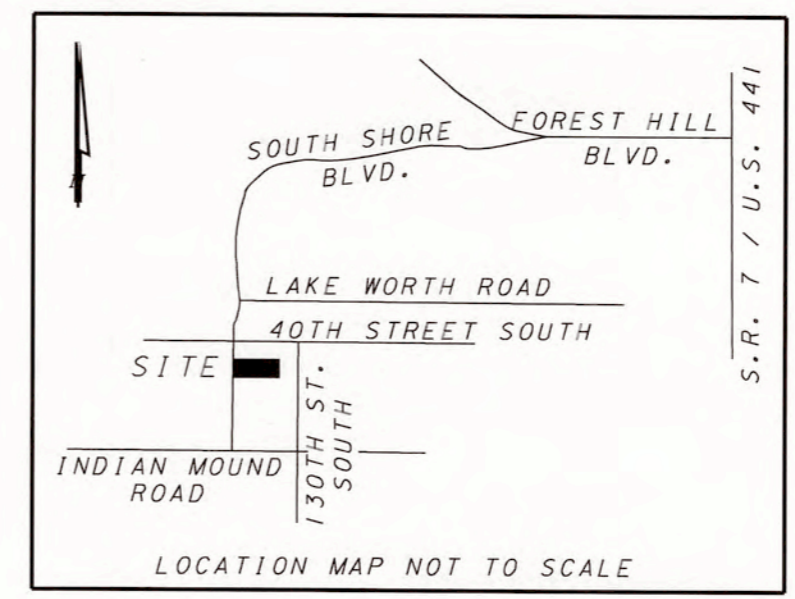 N
SOUTH SHORE
BLVD.
FOREST HILL
BLVD.
S.R. 7 / U.S. 441
LAKE WORTH ROAD
40TH STREET SOUTH
SITE
130TH ST.
SOUTH
INDIAN MOUND
ROAD
LOCATION MAP NOT TO SCALE